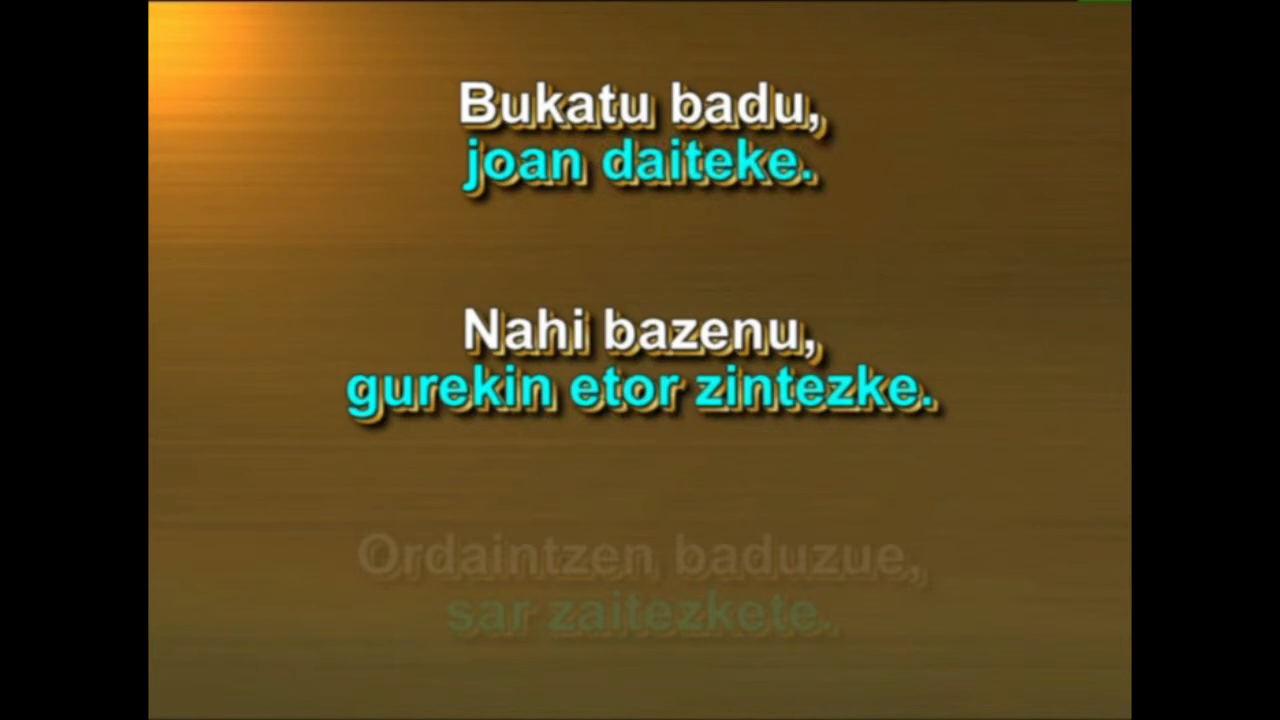 Bukatu badu,
joan daiteke.
Nahi bazenu,
gurekin etor zintezke.
Ordaintzen baduzue,
sar zaitezkete.